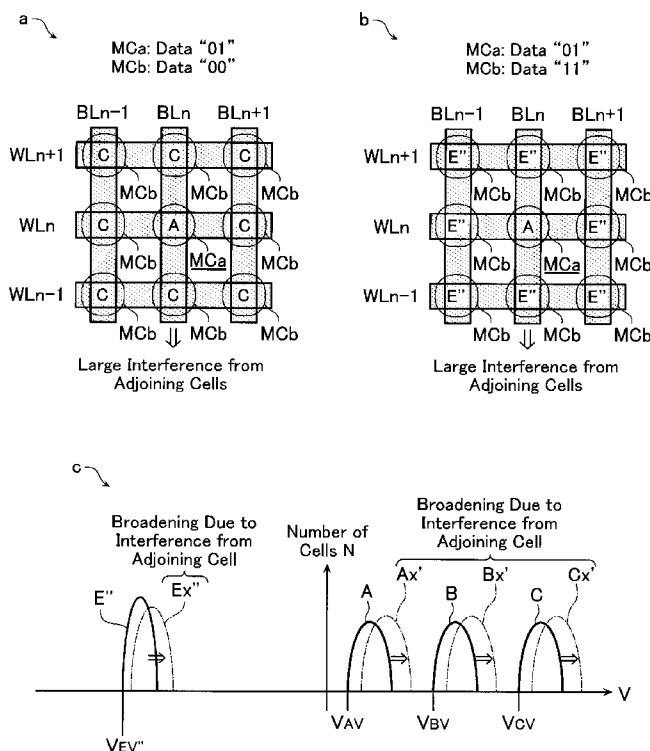 a
MCa: Data “01”
MCb: Data “00”
BLn-1 BLn BLn+1
WLn+1 C C C
MCb MCb MCb
WLn C A C
MCb MCa MCb
WLn-1 C C C
MCb MCb MCb
⇓
Large Interference from
Adjoining Cells
b
MCa: Data “01”
MCb: Data “11”
BLn-1 BLn BLn+1
WLn+1 E" E" E"
MCb MCb MCb
WLn E" A E"
MCb MCa MCb
WLn-1 E" E" E"
MCb MCb MCb
⇓
Large Interference from
Adjoining Cells
c
Broadening Due to
Interference from
Adjoining Cell
E" Ex"
Number of
Cells N
Broadening Due to
Interference from
Adjoining Cell
A Ax' B Bx' C Cx'
⇒ ⇒ ⇒ ⇒
V
VEV" VAV VBV VCV